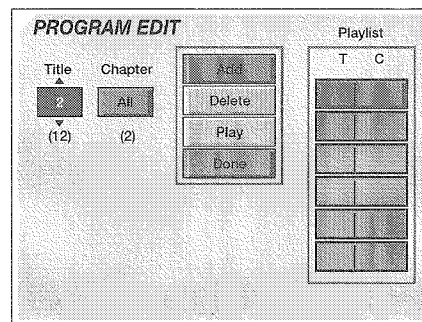 PROGRAM EDIT
Playlist
Title Chapter
T C
2 All
(12) (2)
Add
Delete
Play
Done